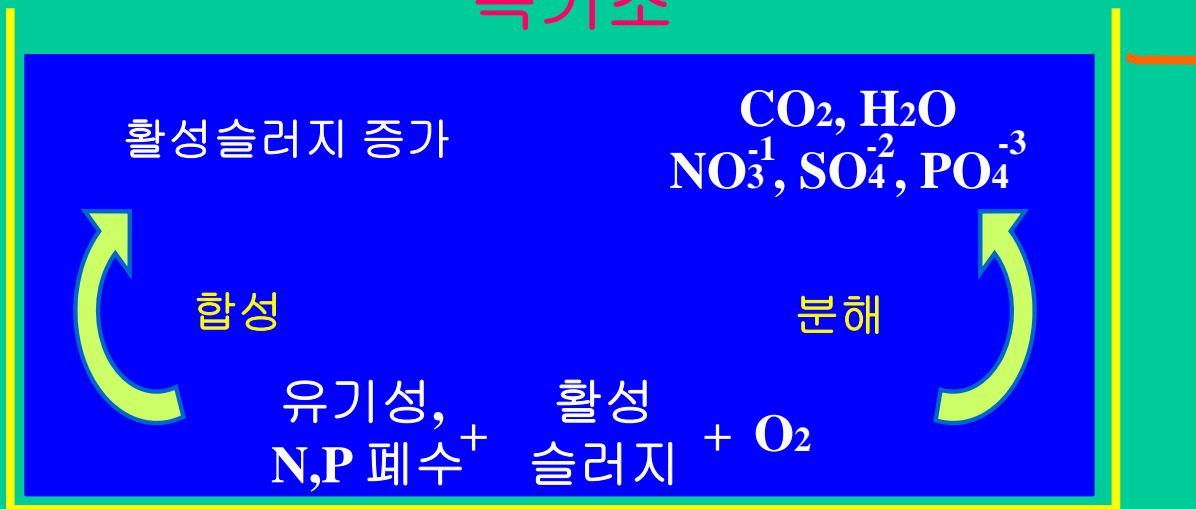 활성슬러지 증가
CO2, H2O
NO3-1, SO4-2, PO4-3
합성
분해
유기성, N,P 폐수 + 활성 슬러지 + O2